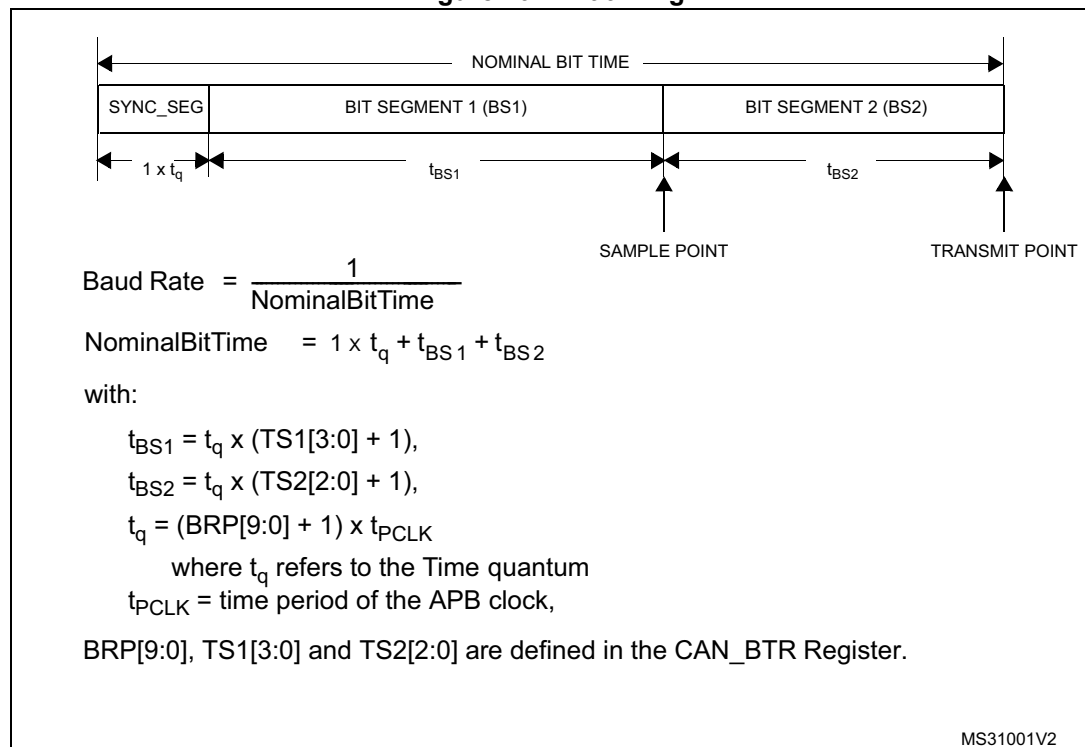 NOMINAL BIT TIME
SYNC_SEG BIT SEGMENT 1 (BS1) BIT SEGMENT 2 (BS2)
1 x tq tBS1 tBS2
SAMPLE POINT TRANSMIT POINT
Baud Rate = 1
NominalBitTime
NominalBitTime = 1 × tq + tBS1 + tBS2
with:
tBS1 = tq x (TS1[3:0] + 1),
tBS2 = tq x (TS2[2:0] + 1),
tq = (BRP[9:0] + 1) x tPCLK
where tq refers to the Time quantum
tPCLK = time period of the APB clock,
BRP[9:0], TS1[3:0] and TS2[2:0] are defined in the CAN_BTR Register.
MS31001V2